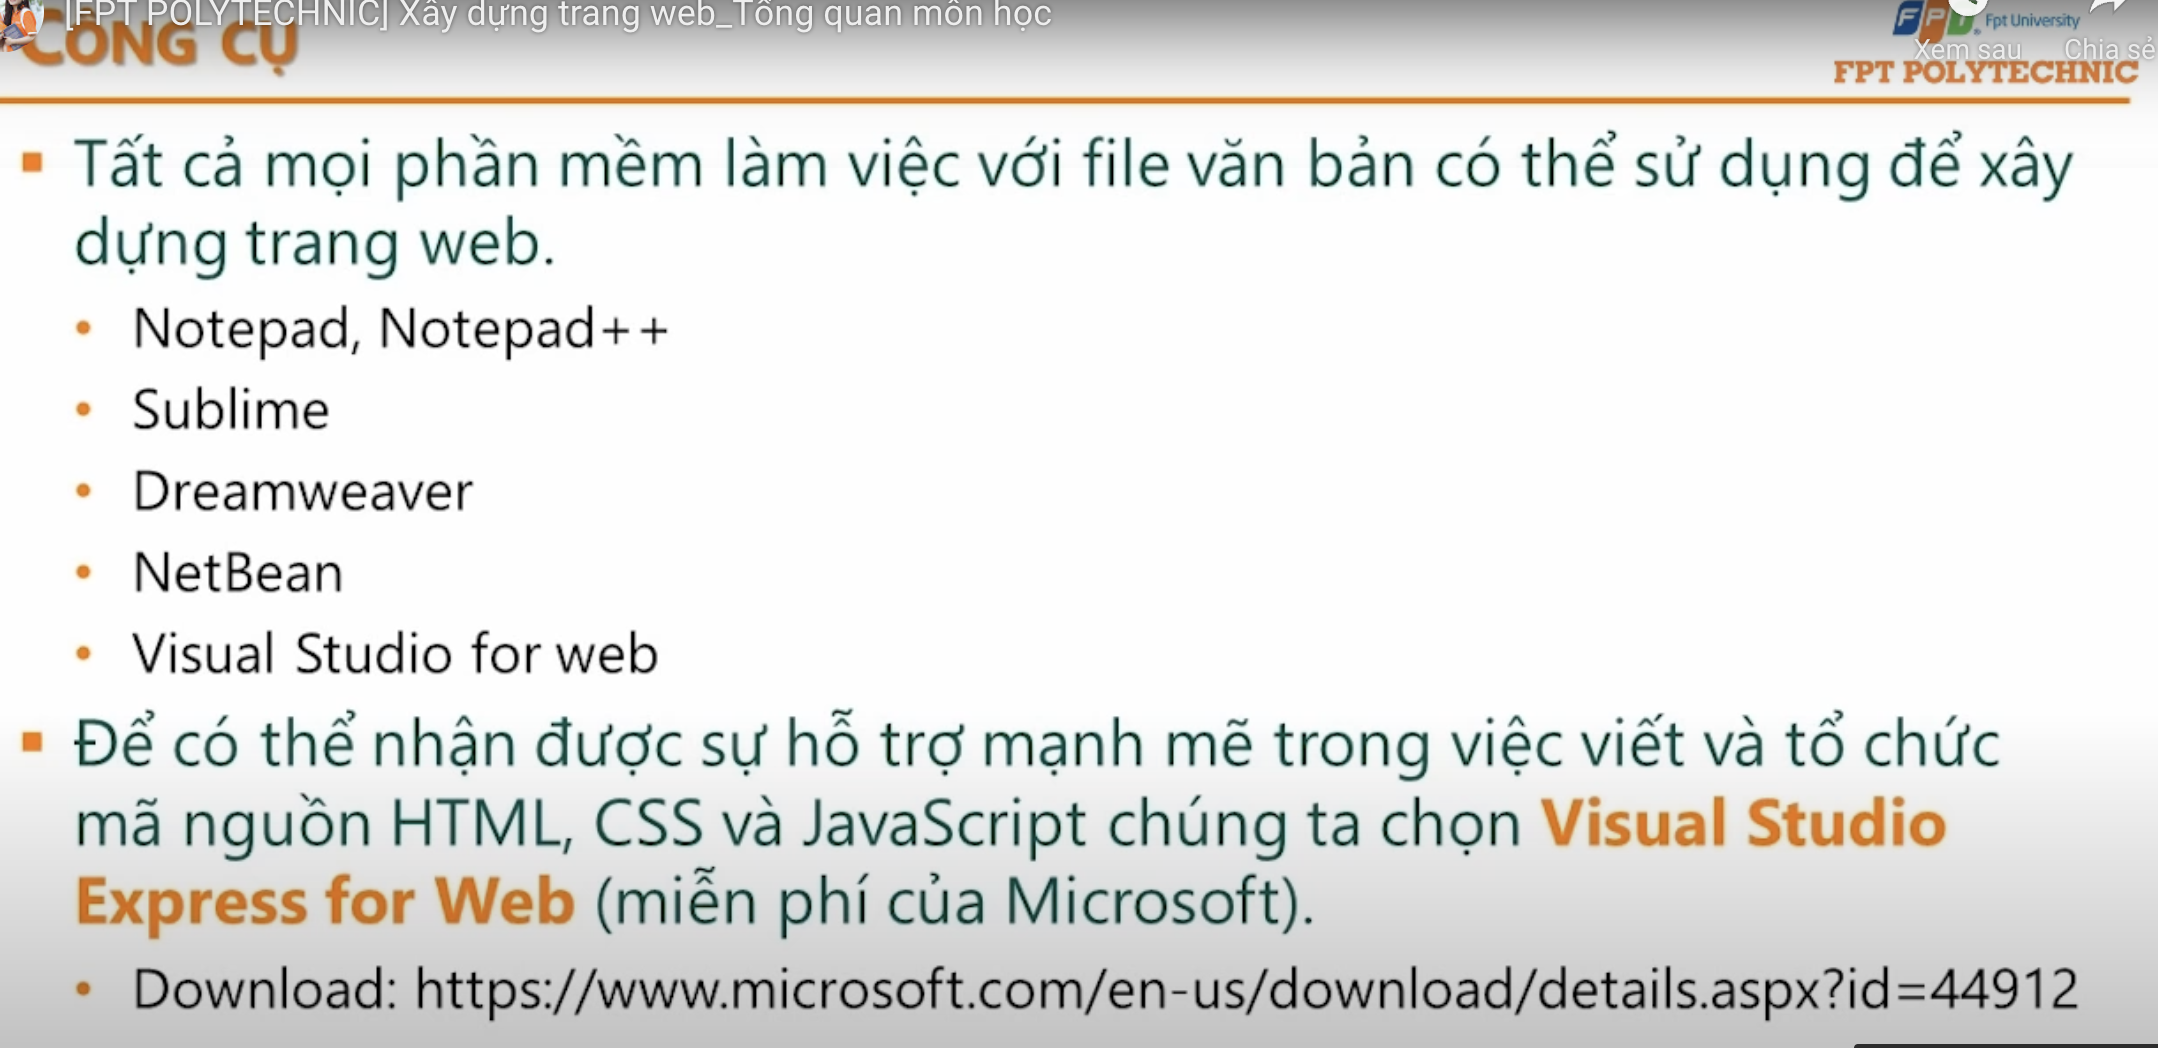 [FPT POLYTECHNIC] Xây dựng trang web_Tổng quan môn học
CÔNG CỤ
FPT Fpt University
Xem sau Chia sẻ
FPT POLYTECHNIC
Tất cả mọi phần mềm làm việc với file văn bản có thể sử dụng để xây
dựng trang web.
Notepad, Notepad++
Sublime
Dreamweaver
NetBean
Visual Studio for web
Để có thể nhận được sự hỗ trợ mạnh mẽ trong việc viết và tổ chức
mã nguồn HTML, CSS và JavaScript chúng ta chọn Visual Studio
Express for Web (miễn phí của Microsoft).
Download: https://www.microsoft.com/en-us/download/details.aspx?id=44912